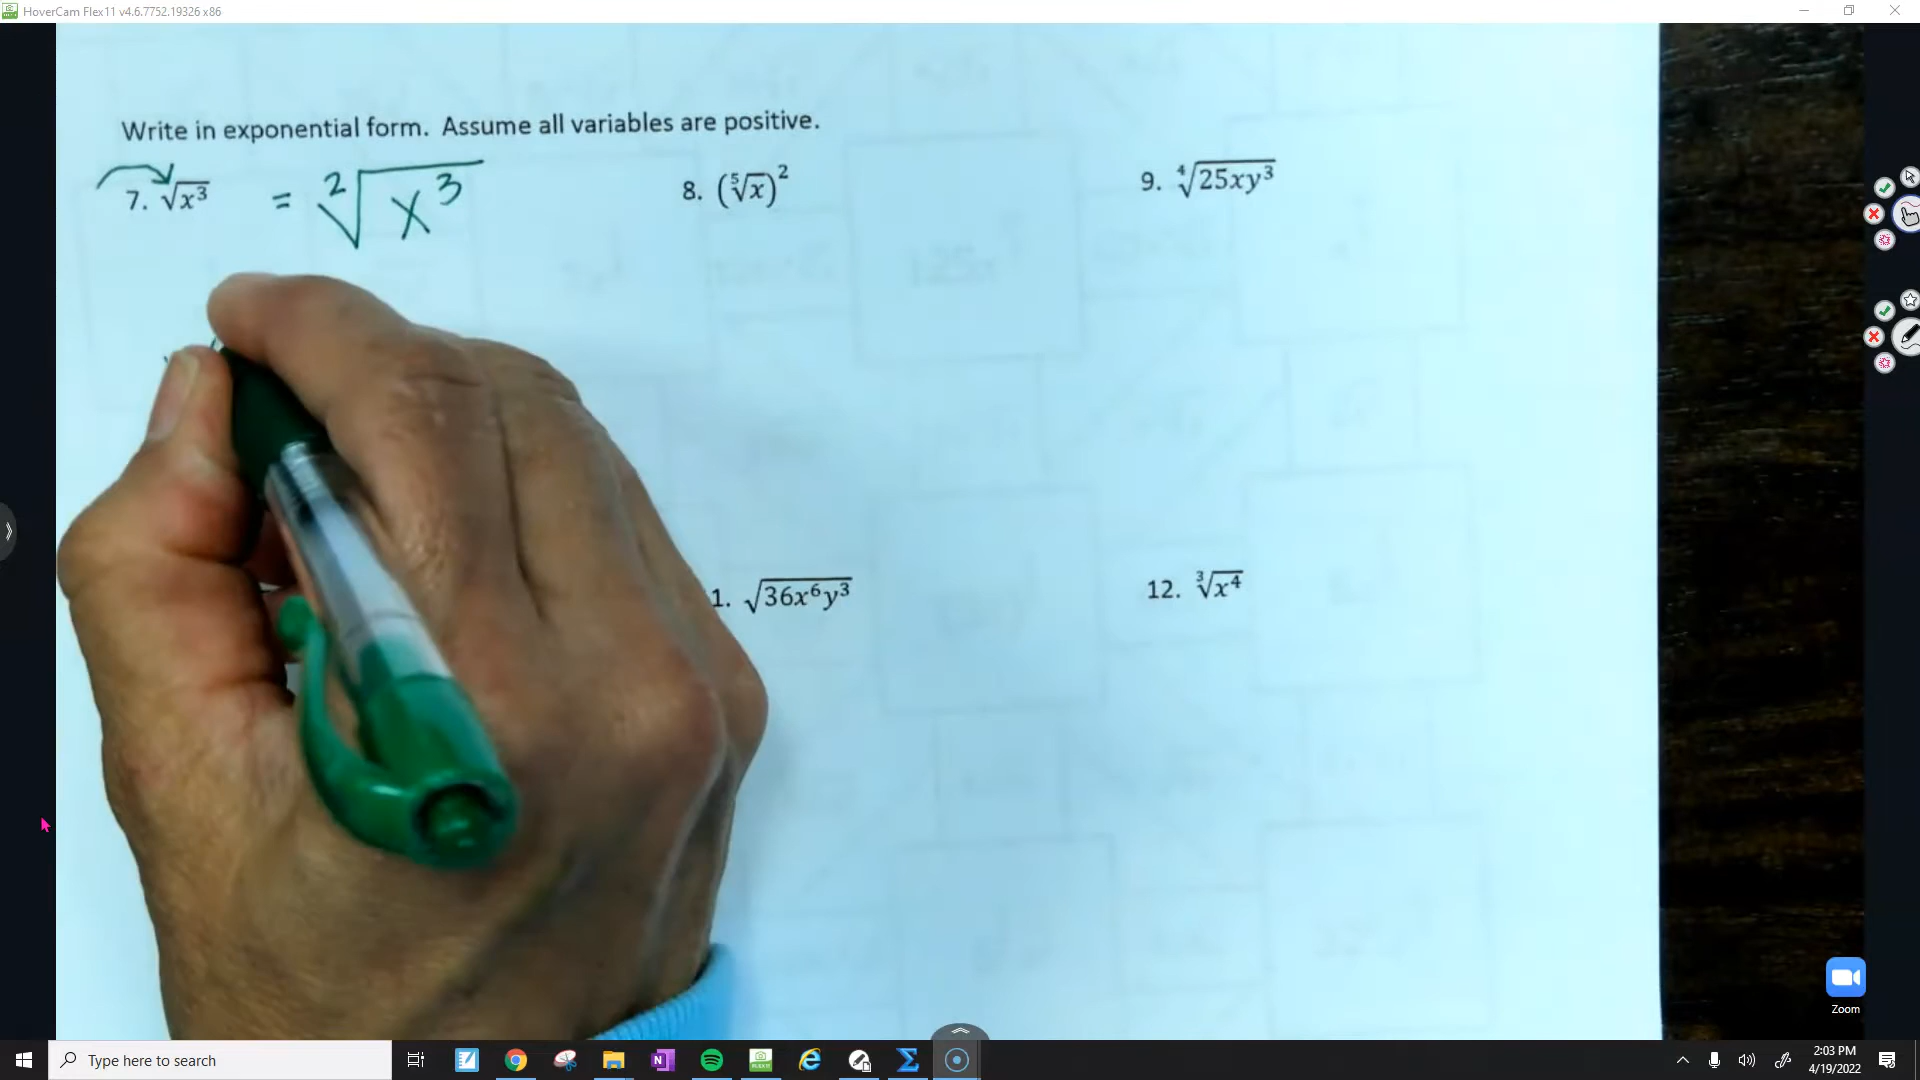 HoverCam Flex11 v4.6.7752.19326 x86
Write in exponential form. Assume all variables are positive.
7. √x³ = ²√x³
8. (⁵√x)²
9. ⁴√25xy³
1. √36x⁶y³
12. ³√x⁴
Zoom
Type here to search
2:03 PM
4/19/2022